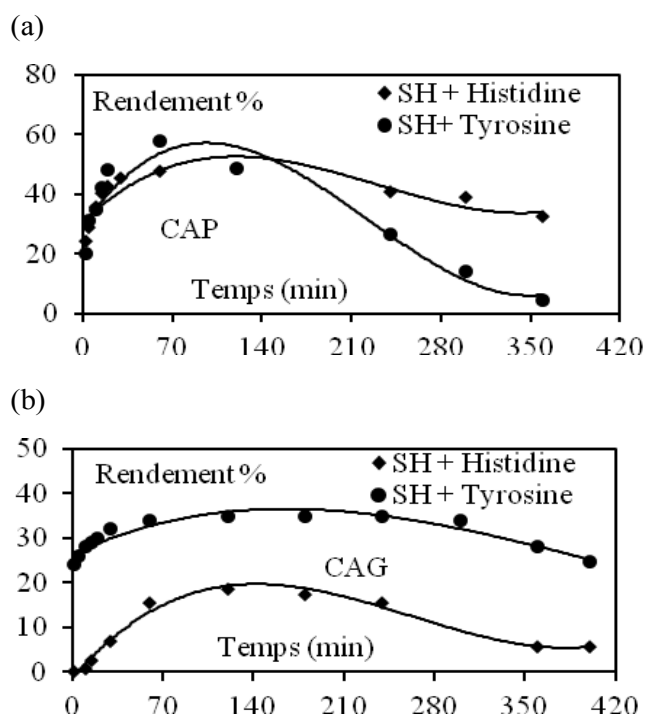 (a)
80
60
40
20
0
Rendement %
SH + Histidine
SH+ Tyrosine
CAP
Temps (min)
0 70 140 210 280 350 420
(b)
50
40
30
20
10
0
Rendement %
SH + Histidine
SH + Tyrosine
CAG
Temps (min)
0 70 140 210 280 350 420